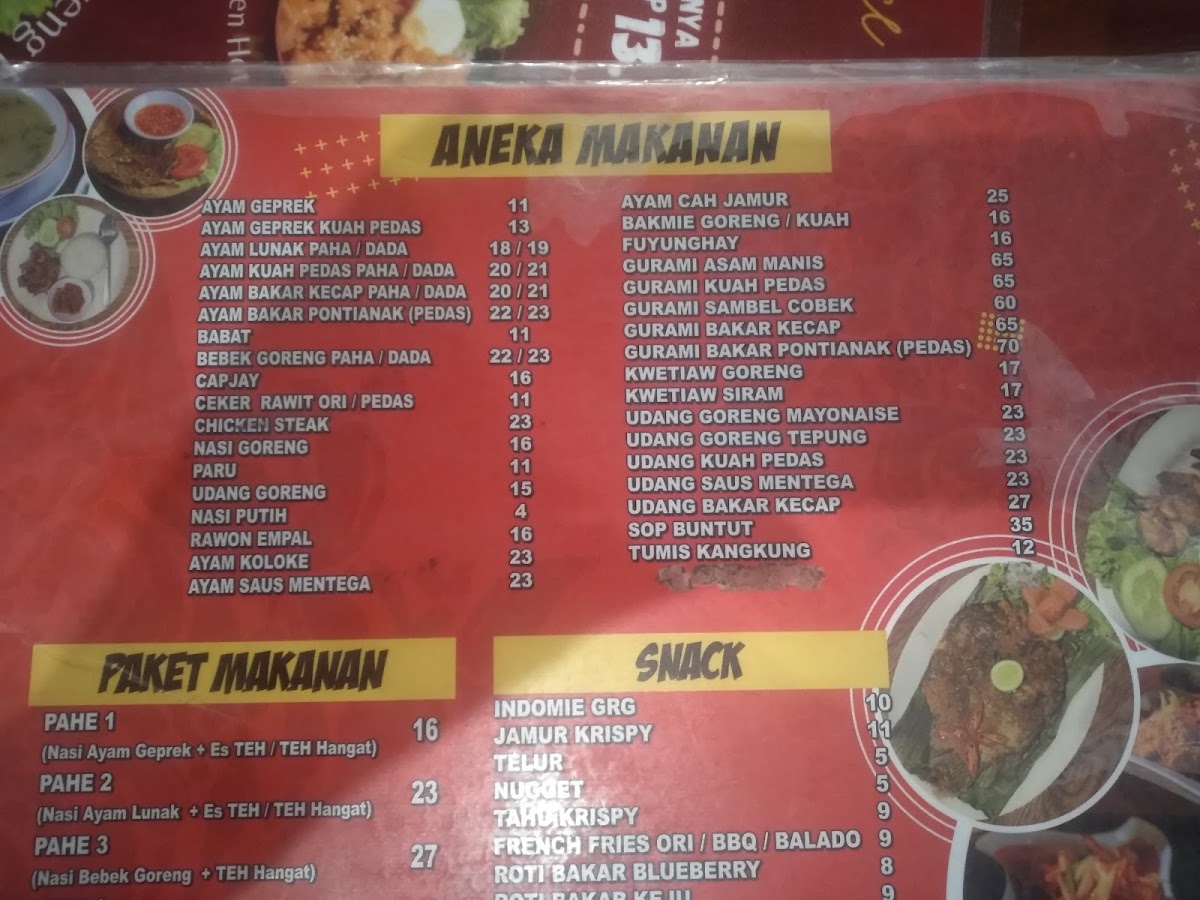 ANEKA MAKANAN
AYAM GEPREK 11
AYAM GEPREK KUAH PEDAS 13
AYAM LUNAK PAHA / DADA 18 / 19
AYAM KUAH PEDAS PAHA / DADA 20 / 21
AYAM BAKAR KECAP PAHA / DADA 20 / 21
AYAM BAKAR PONTIANAK (PEDAS) 22 / 23
BABAT 11
BEBEK GORENG PAHA / DADA 22 / 23
CAPJAY 16
CEKER RAWIT ORI / PEDAS 11
CHICKEN STEAK 23
NASI GORENG 16
PARU 11
UDANG GORENG 15
NASI PUTIH 4
RAWON EMPAL 16
AYAM KOLOKE 23
AYAM SAUS MENTEGA 23
AYAM CAH JAMUR 25
BAKMIE GORENG / KUAH 16
FUYUNGHAY 16
GURAMI ASAM MANIS 65
GURAMI KUAH PEDAS 65
GURAMI SAMBEL COBEK 60
GURAMI BAKAR KECAP 65
GURAMI BAKAR PONTIANAK (PEDAS) 70
KWETIAW GORENG 17
KWETIAW SIRAM 17
UDANG GORENG MAYONAISE 23
UDANG GORENG TEPUNG 23
UDANG KUAH PEDAS 23
UDANG SAUS MENTEGA 23
UDANG BAKAR KECAP 27
SOP BUNTUT 35
TUMIS KANGKUNG 12
PAKET MAKANAN
PAHE 1 16
(Nasi Ayam Geprek + Es TEH / TEH Hangat)
PAHE 2 23
(Nasi Ayam Lunak + Es TEH / TEH Hangat)
PAHE 3 27
(Nasi Bebek Goreng + TEH Hangat)
SNACK
INDOMIE GRG 10
JAMUR KRISPY 11
TELUR 5
NUGGET 5
TAHU KRISPY 9
FRENCH FRIES ORI / BBQ / BALADO 9
ROTI BAKAR BLUEBERRY 8
ROTI BAKAR KEJU 9